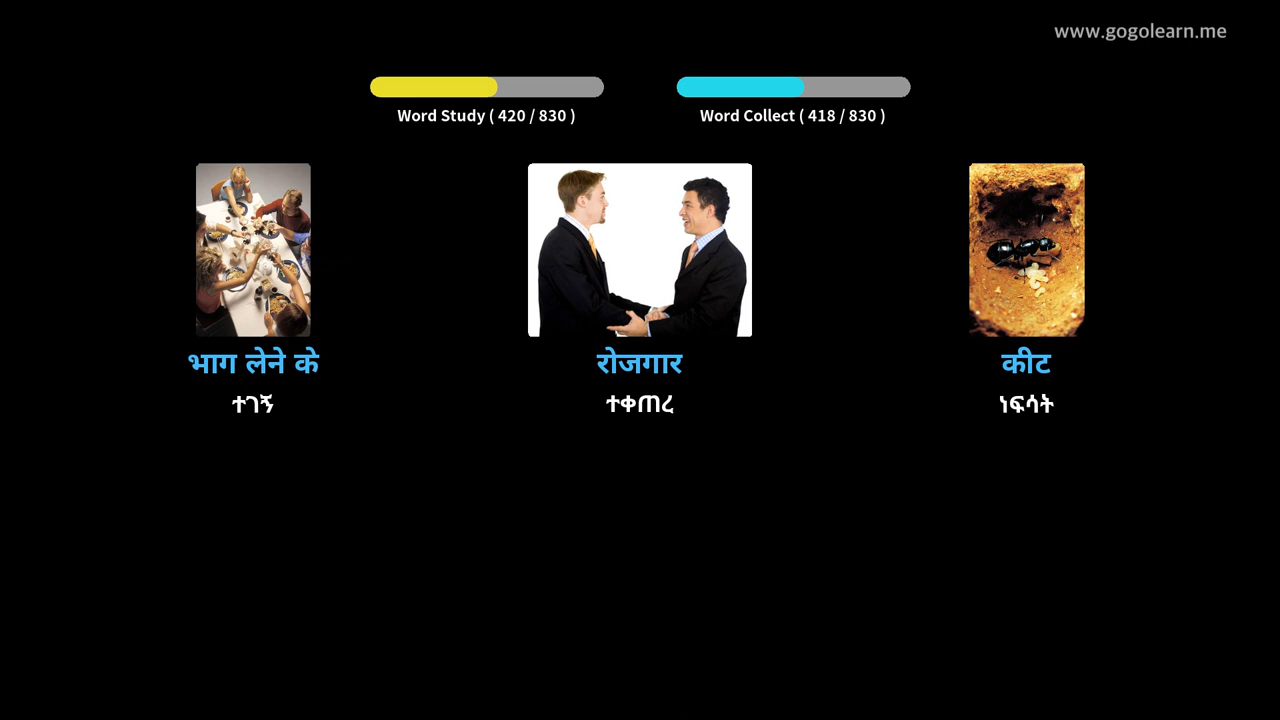 www.gogolearn.me
Word Study ( 420 / 830 )
Word Collect ( 418 / 830 )
भाग लेने के
रोजगार
कीट
ተገኝ
ተቀጠረ
ነፍሳት